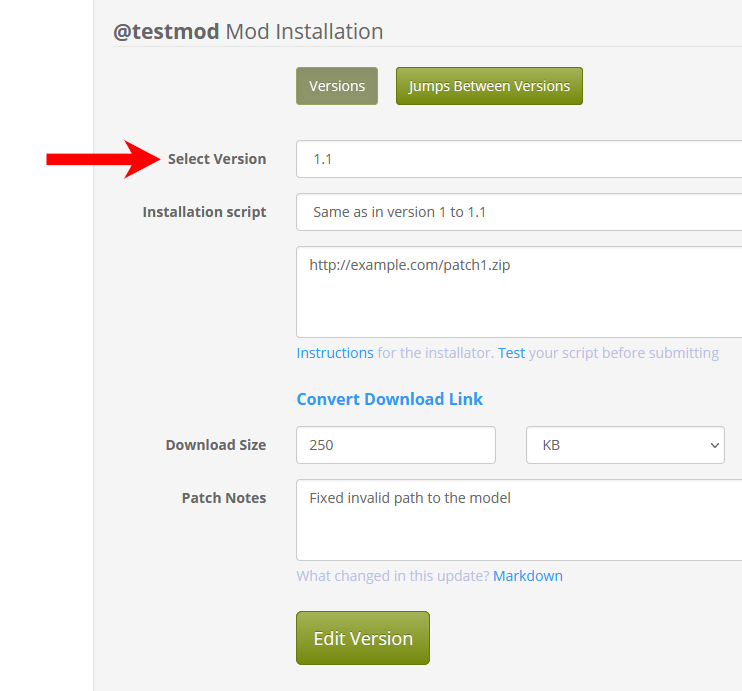 @testmod Mod Installation
Versions Jumps Between Versions
Select Version 1.1
Installation script Same as in version 1 to 1.1
http://example.com/patch1.zip
Instructions for the installator. Test your script before submitting
Convert Download Link
Download Size 250 KB
Patch Notes Fixed invalid path to the model
What changed in this update? Markdown
Edit Version